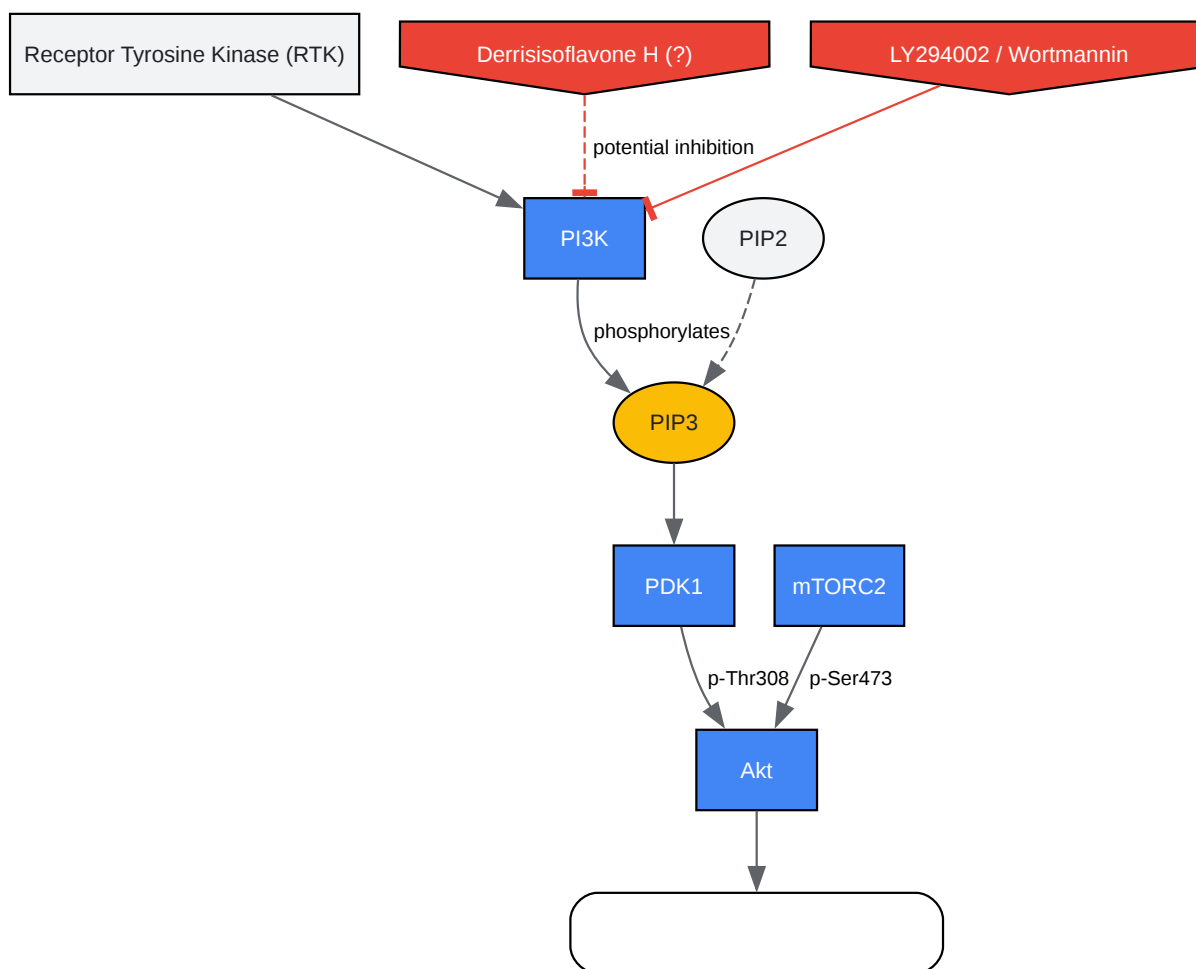 Receptor Tyrosine Kinase (RTK)
Derrisisoflavone H (?)
LY294002 / Wortmannin
potential inhibition
PI3K
PIP2
phosphorylates
PIP3
PDK1
mTORC2
p-Thr308
p-Ser473
Akt